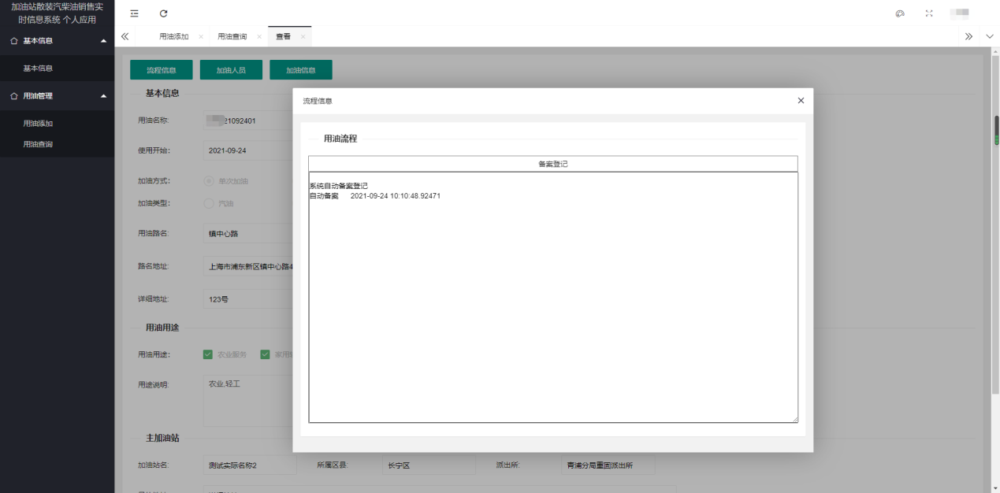 加油站散装汽柴油销售实
时信息系统 个人应用
基本信息
基本信息
用油管理
用油添加
用油查询
用油添加
用油查询
查看
流程信息
加油人员
加油信息
基本信息
用油名称:
21092401
使用开始:
2021-09-24
加油方式:
单次加油
加油类型:
汽油
用油路名:
镇中心路
路名地址:
上海市浦东新区镇中心路4
详细地址:
123号
用油用途
用油用途:
农业服务
家用
用途说明:
农业,轻工
主加油站
加油站名:
测试实际名称2
所属区县:
长宁区
派出所:
青浦分局重固派出所
流程信息
用油流程
备案登记
系统自动备案登记
自动备案 2021-09-24 10:10:48.92471